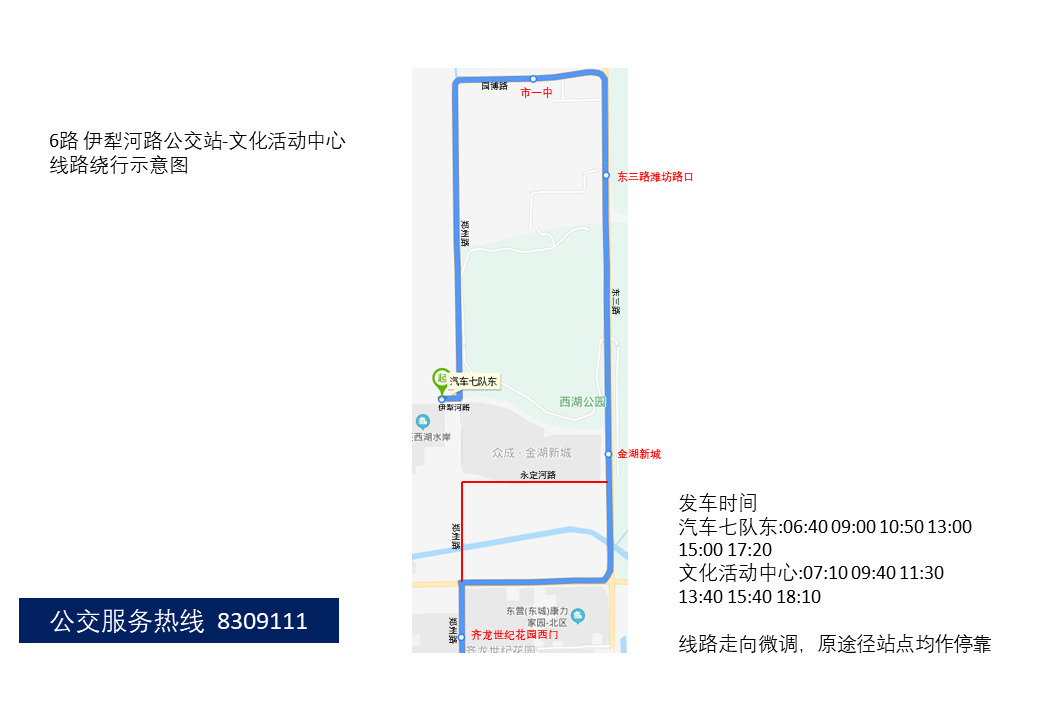 6路 伊犁河路公交站-文化活动中心
线路绕行示意图
园博路
市一中
东三路潍坊路口
郑州路
东三路
起
汽车七队东
伊犁河路
西湖公园
西湖水岸
众成·金湖新城
金湖新城
永定河路
郑州路
东营(东城)康力
家园-北区
郑州路
齐龙世纪花园西门
齐龙世纪花园
发车时间
汽车七队东:06:40 09:00 10:50 13:00
15:00 17:20
文化活动中心:07:10 09:40 11:30
13:40 15:40 18:10
公交服务热线 8309111
线路走向微调，原途径站点均作停靠